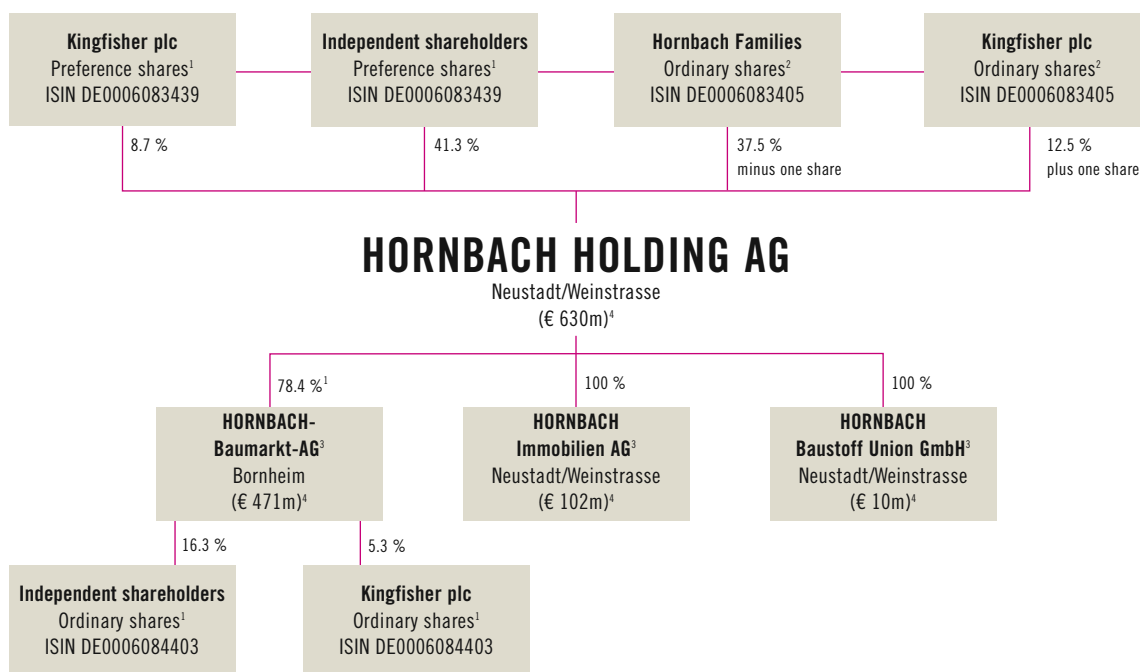 Kingfisher plc
Preference shares¹
ISIN DE0006083439
Independent shareholders
Preference shares¹
ISIN DE0006083439
Hornbach Families
Ordinary shares²
ISIN DE0006083405
Kingfisher plc
Ordinary shares²
ISIN DE0006083405
8.7 %
41.3 %
37.5 %
minus one share
12.5 %
plus one share
HORNBACH HOLDING AG
Neustadt/Weinstrasse
(€ 630m)⁴
78.4 %¹
100 %
100 %
HORNBACH-
Baumarkt-AG³
Bornheim
(€ 471m)⁴
HORNBACH
Immobilien AG³
Neustadt/Weinstrasse
(€ 102m)⁴
HORNBACH
Baustoff Union GmbH³
Neustadt/Weinstrasse
(€ 10m)⁴
16.3 %
5.3 %
Independent shareholders
Ordinary shares¹
ISIN DE0006084403
Kingfisher plc
Ordinary shares¹
ISIN DE0006084403